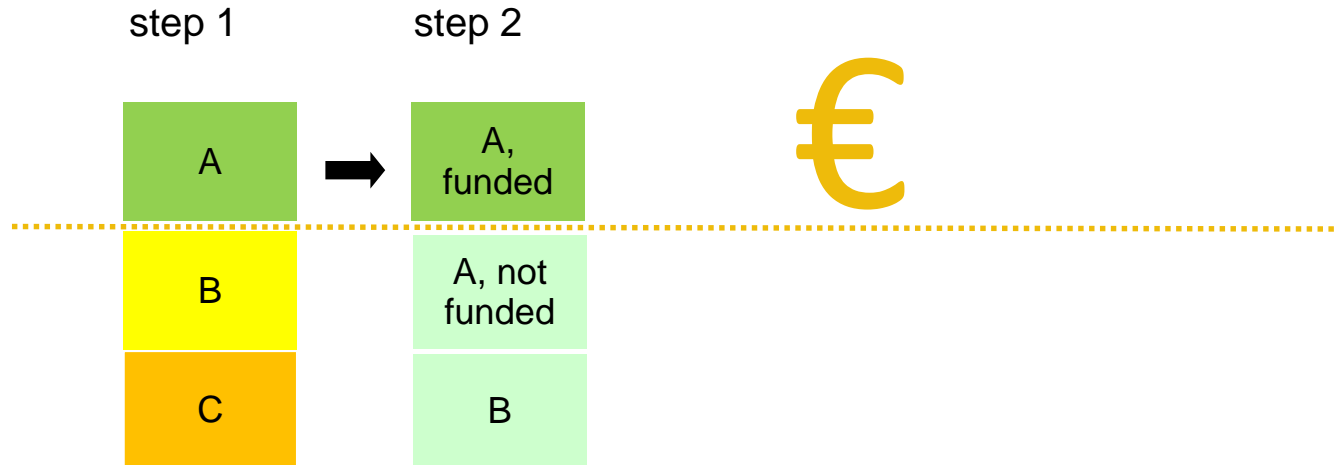 step 1
step 2
A
A,
funded
€
B
A, not
funded
C
B